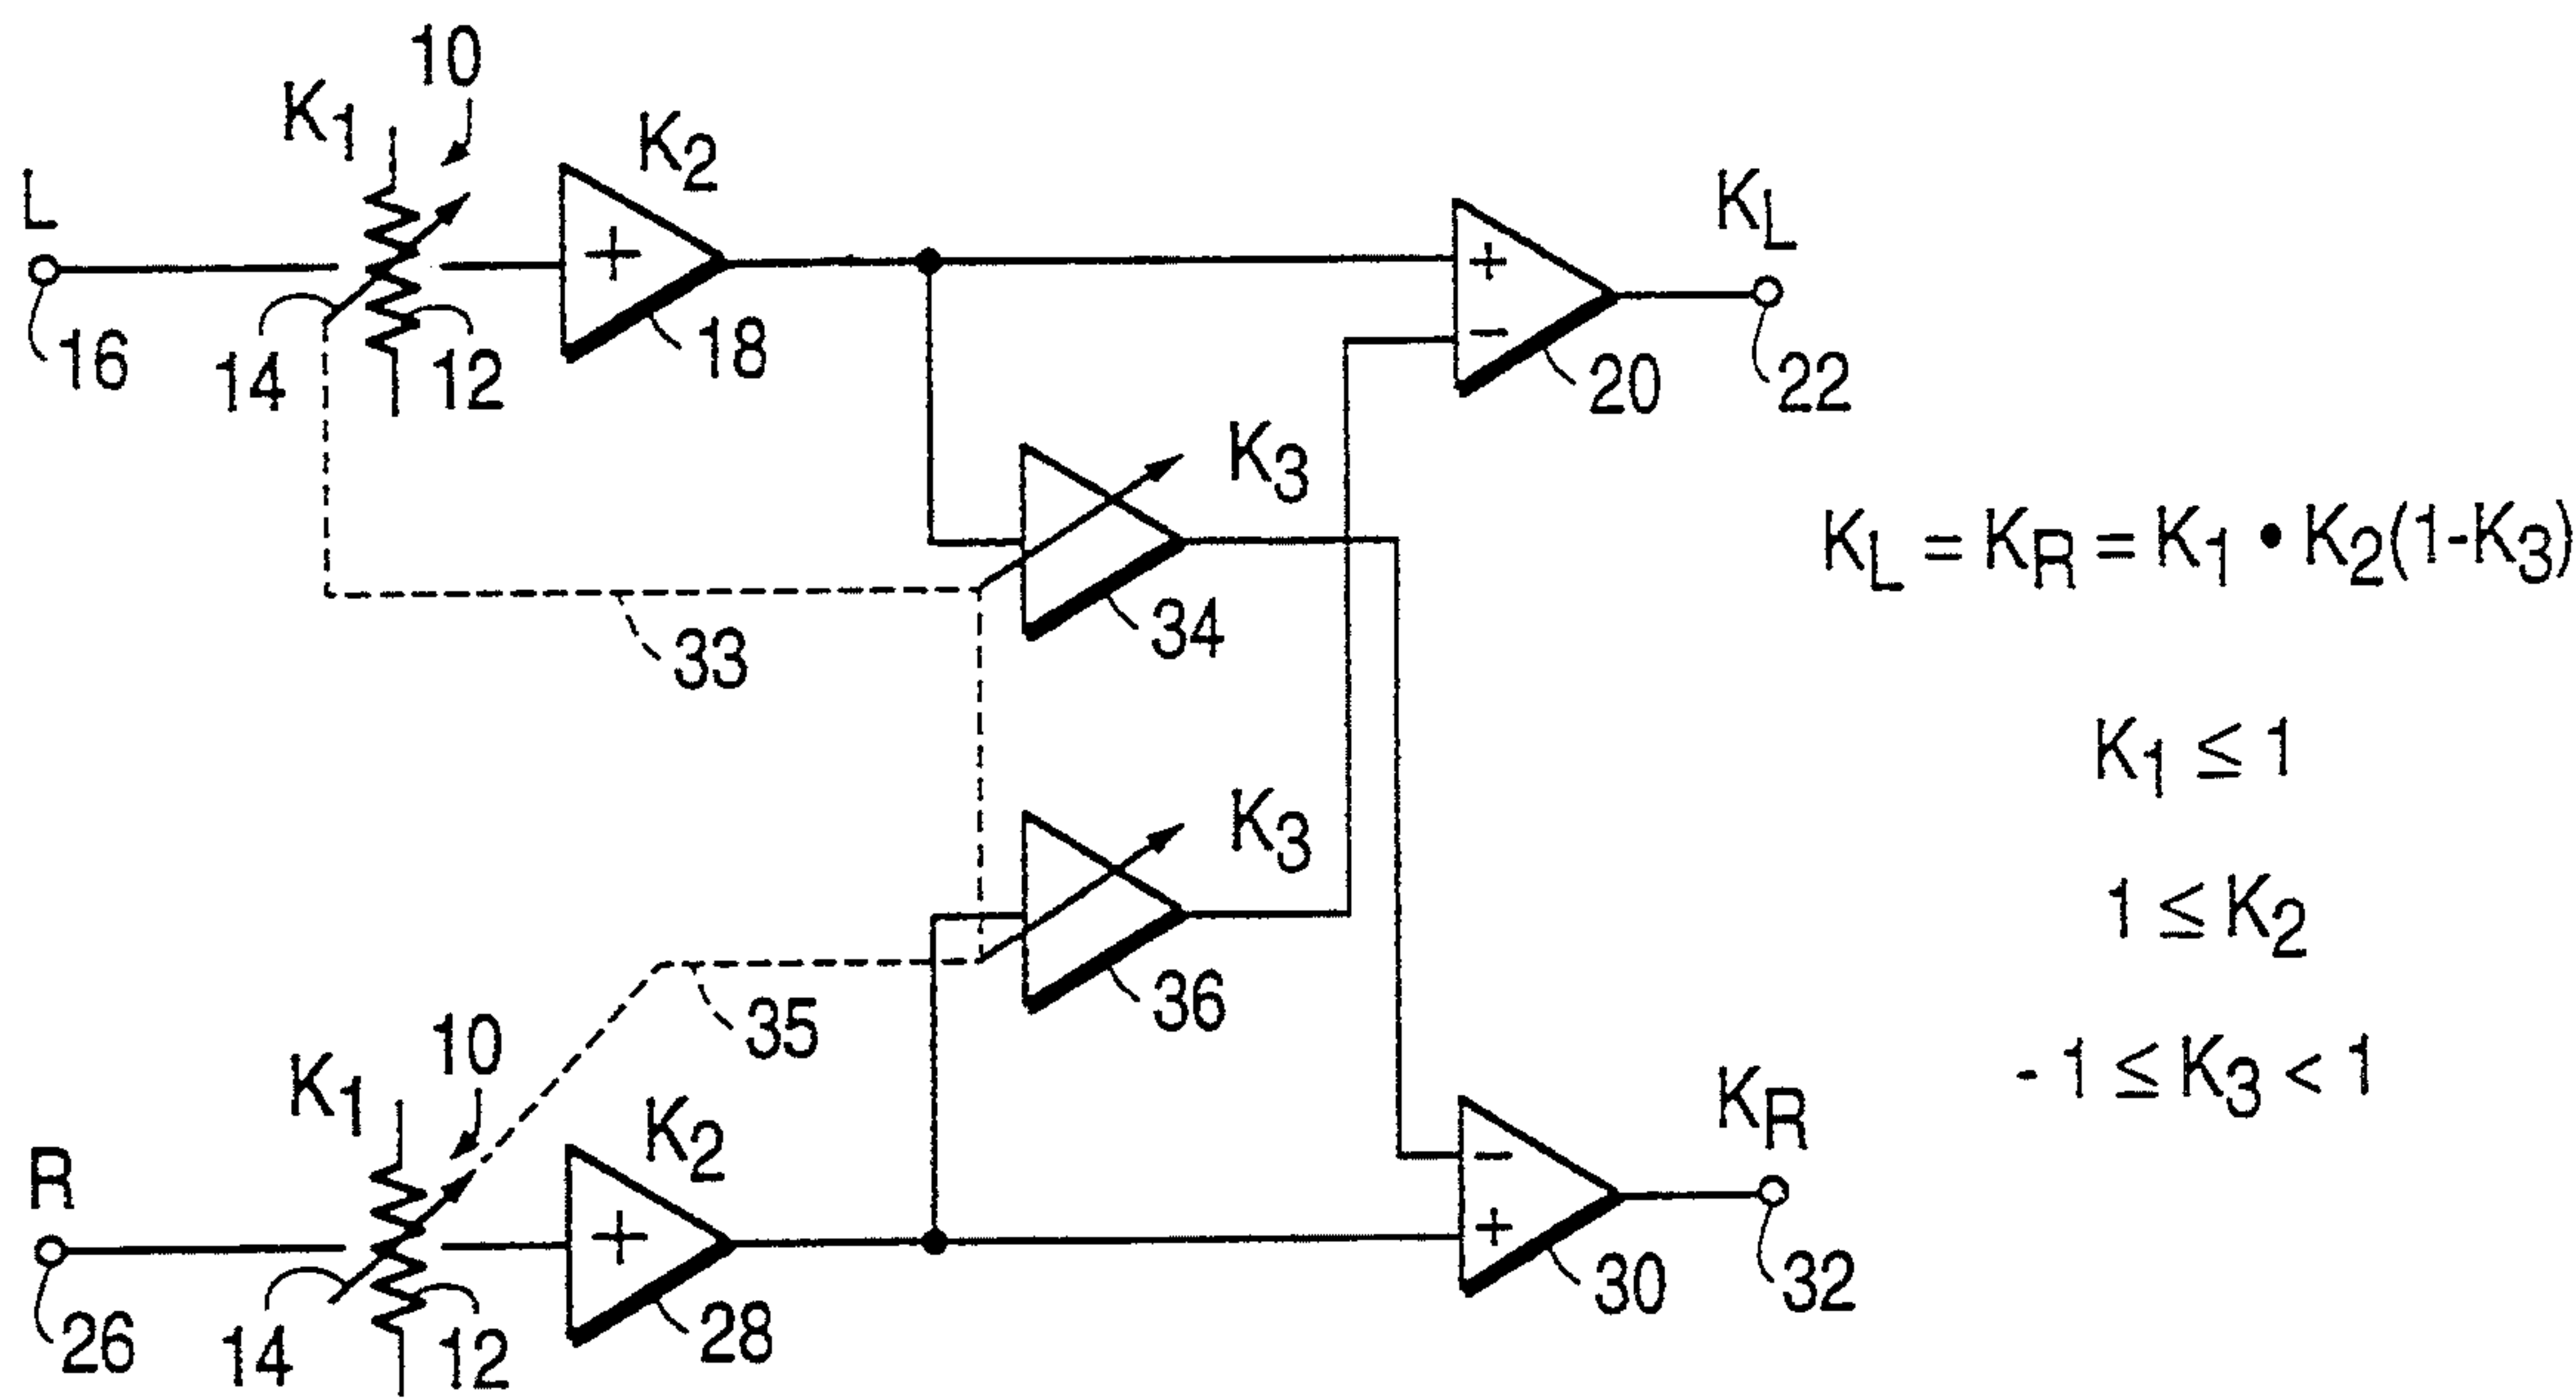 10
K1
K2
L
+
16
14
12
18
KL
+
−
20
22
K3
34
33
KL = KR = K1 • K2(1-K3)
K1 ≤ 1
1 ≤ K2
- 1 ≤ K3 < 1
K3
36
35
10
K1
K2
R
+
26
14
12
28
KR
−
+
30
32